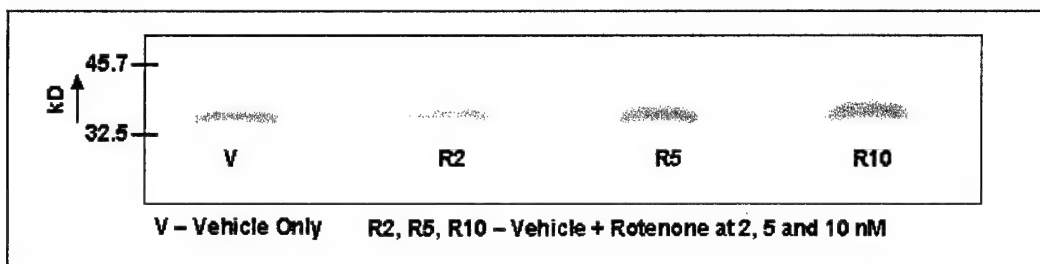 45.7
kD
32.5
V R2 R5 R10
V – Vehicle Only R2, R5, R10 – Vehicle + Rotenone at 2, 5 and 10 nM